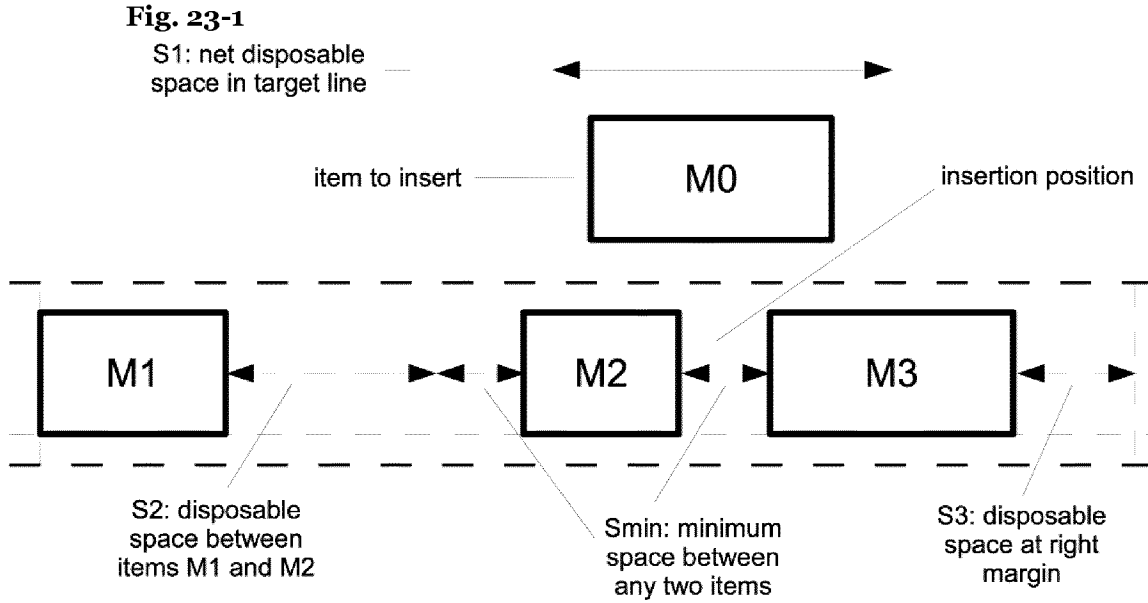 Fig. 23-1
S1: net disposable
space in target line
M0
item to insert
insertion position
M1
M2
M3
S2: disposable
space between
items M1 and M2
Smin: minimum
space between
any two items
S3: disposable
space at right
margin